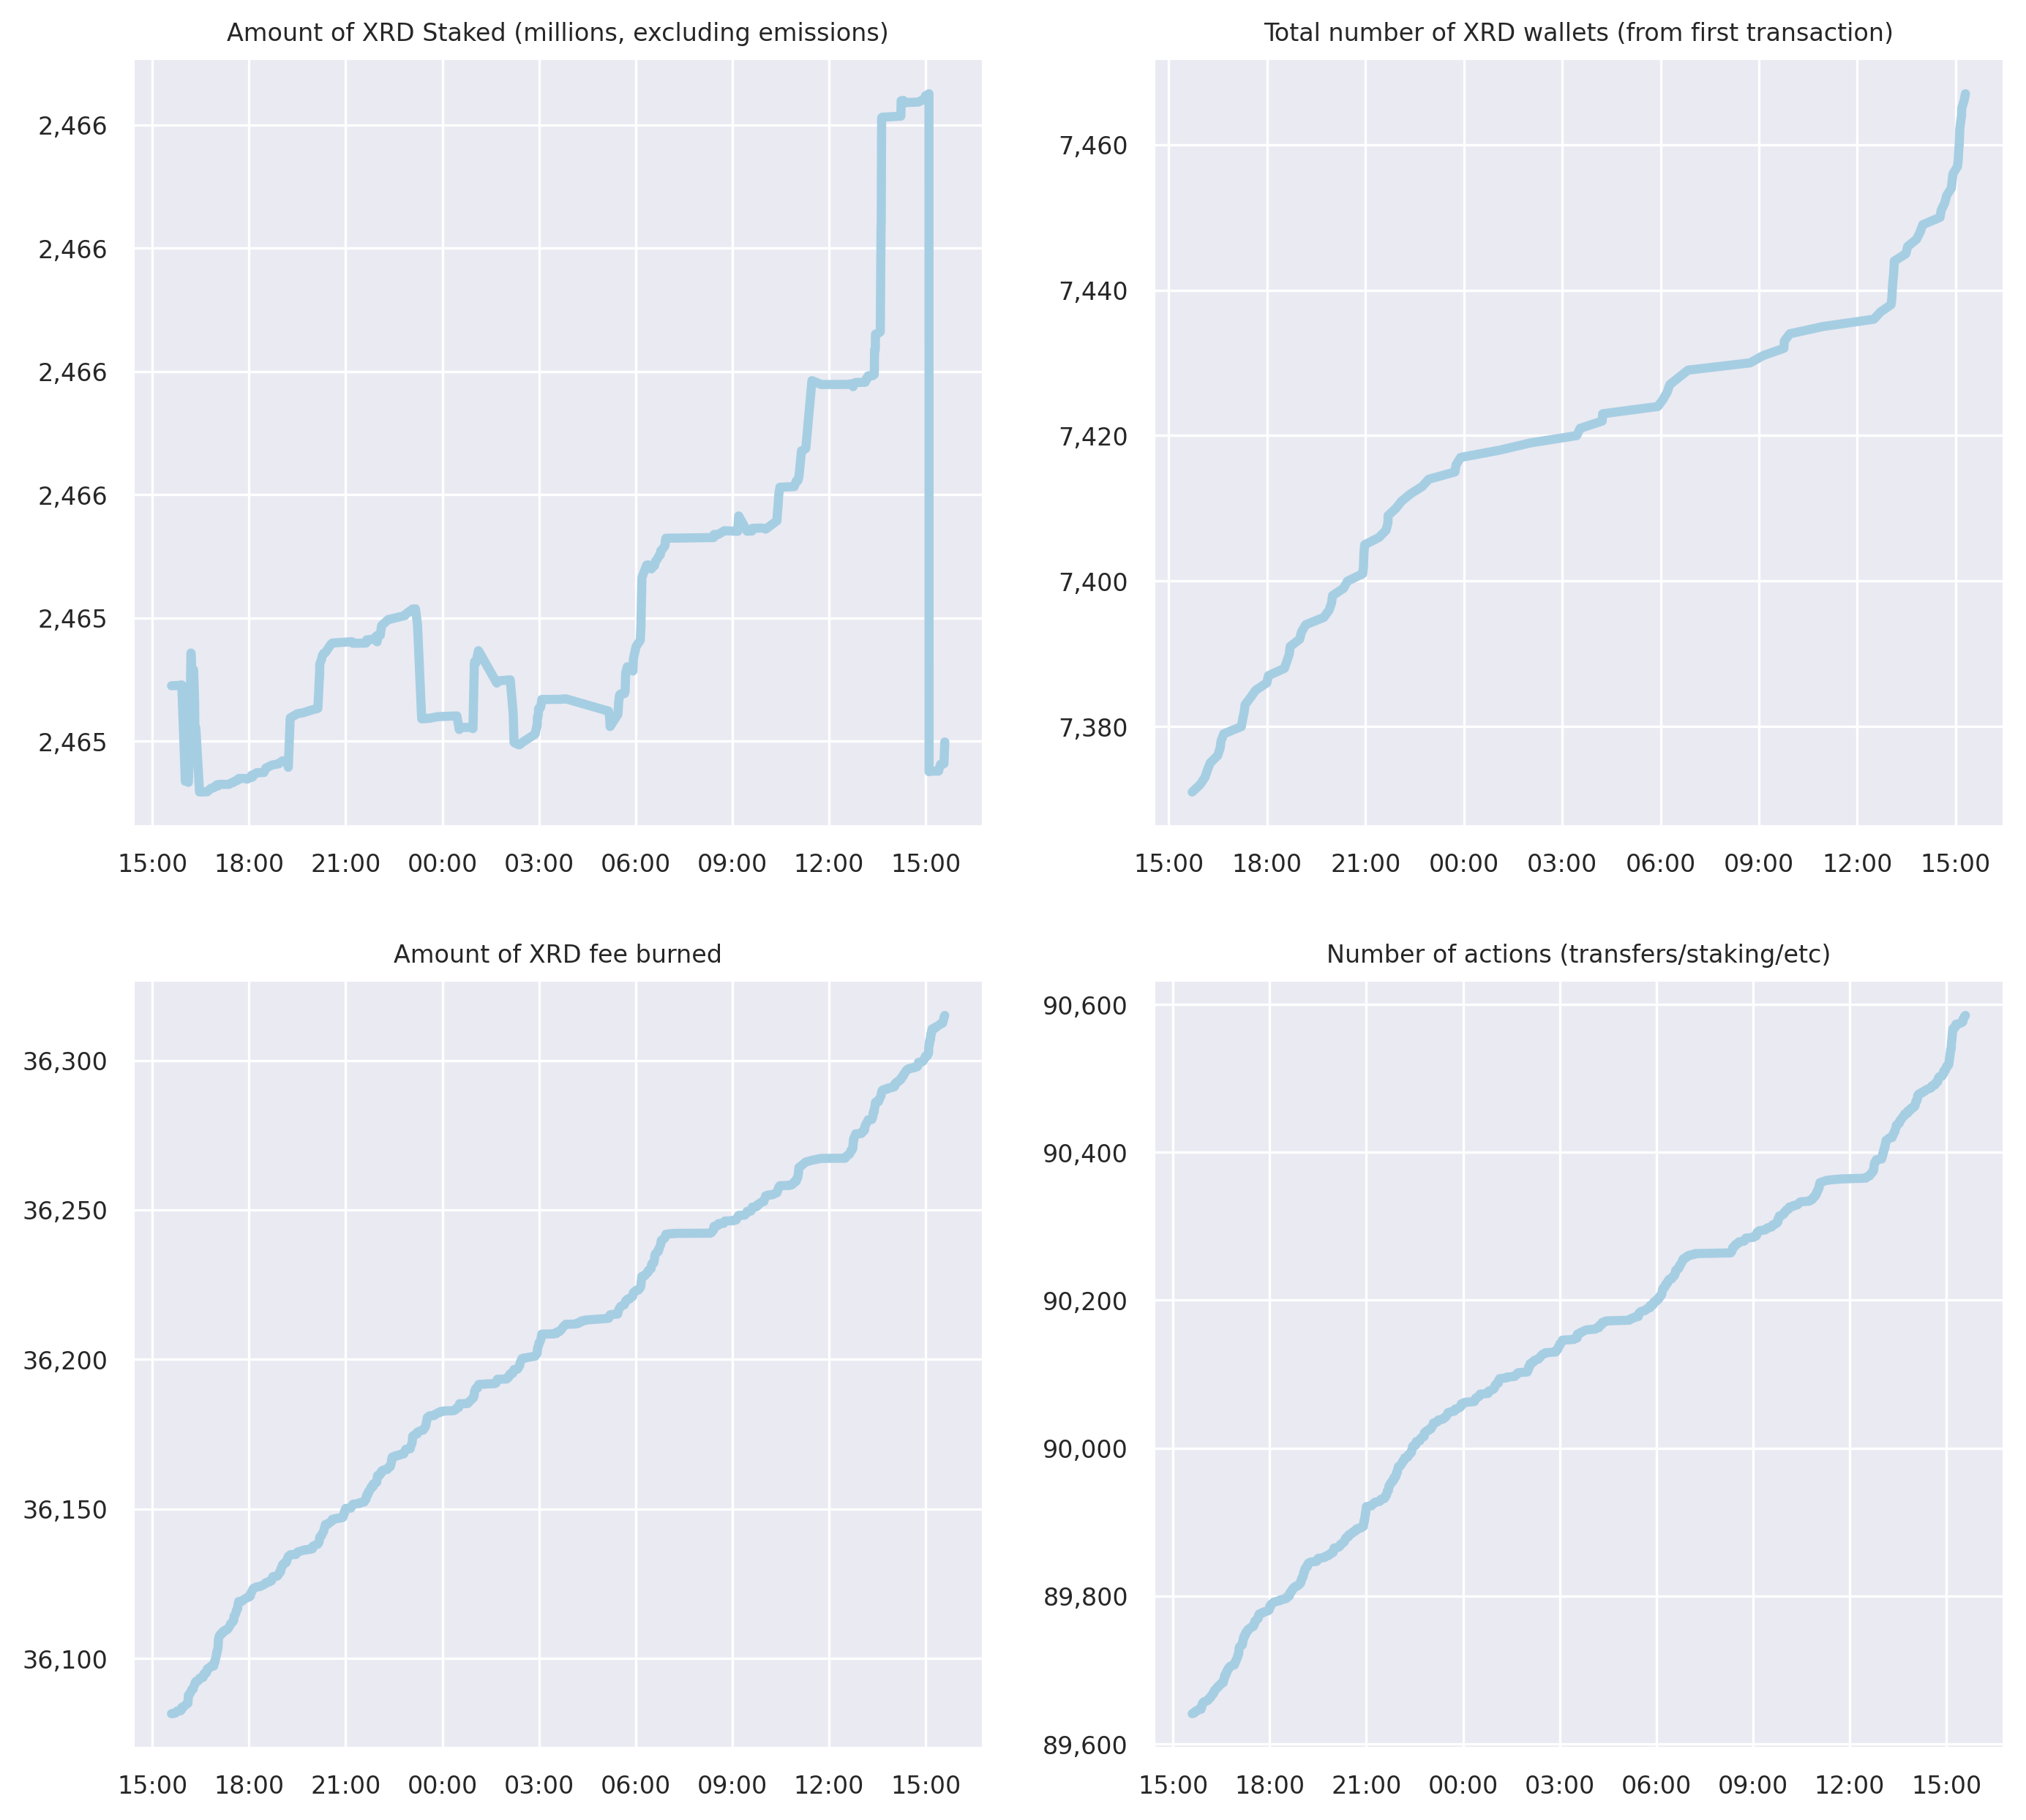 Amount of XRD Staked (millions, excluding emissions)
2,466
2,466
2,466
2,466
2,465
2,465
15:00 18:00 21:00 00:00 03:00 06:00 09:00 12:00 15:00
Total number of XRD wallets (from first transaction)
7,460
7,440
7,420
7,400
7,380
15:00 18:00 21:00 00:00 03:00 06:00 09:00 12:00 15:00
Amount of XRD fee burned
36,300
36,250
36,200
36,150
36,100
15:00 18:00 21:00 00:00 03:00 06:00 09:00 12:00 15:00
Number of actions (transfers/staking/etc)
90,600
90,400
90,200
90,000
89,800
89,600
15:00 18:00 21:00 00:00 03:00 06:00 09:00 12:00 15:00